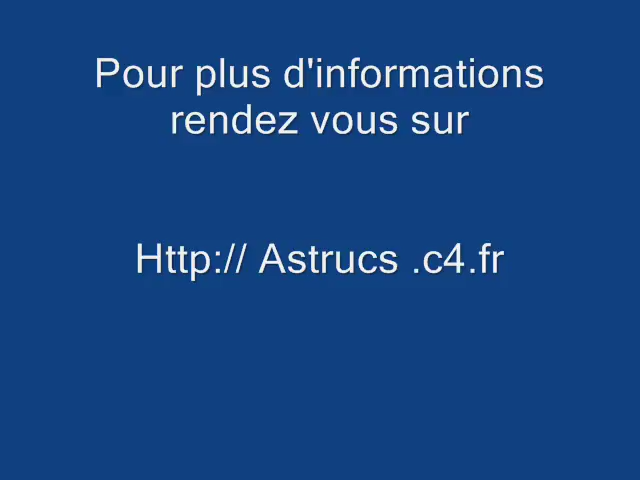 Pour plus d'informations
rendez vous sur
Http:// Astrucs .c4.fr